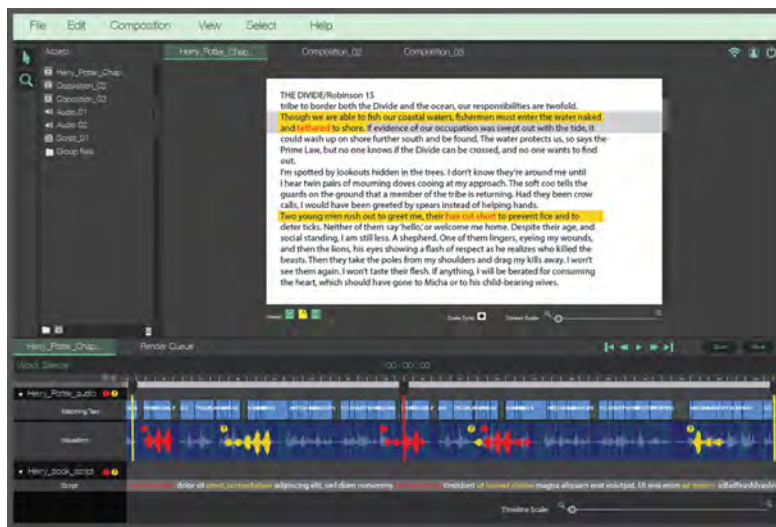 File Edit Composition View Select Help
Assets
Herry_Potter_Chap. Composition_02 Composition_03
Herry_Potter_Chap.
Coposition_02
Coposition_03
Audio 01
Audio 02
Script_01
Group files
THE DIVIDE/Robinson 15
tribe to border both the Divide and the ocean, our responsibilities are twofold.
Though we are able to fish our coastal waters, fishermen must enter the water naked
and tethered to shore. If evidence of our occupation was swept out with the tide, it
could wash up on shore further south and be found. The water protects us, so says the
Prime Law, but no one knows if the Divide can be crossed, and no one wants to find
out.
I'm spotted by lookouts hidden in the trees. I don't know they're around me until
I hear twin pairs of mourning doves cooing at my approach. The soft coo tells the
guards on the ground that a member of the tribe is returning. Had they been crow
calls, I would have been greeted by spears instead of helping hands.
Two young men rush out to greet me, their hair cut short to prevent lice and to
deter ticks. Neither of them say 'hello,' or welcome me home. Despite their age, and
social standing, I am still less. A shepherd. One of them lingers, eyeing my wounds,
and then the lions, his eyes showing a flash of respect as he realizes who killed the
beasts. Then they take the poles from my shoulders and drag my kills away. I won't
see them again. I won't taste their flesh. If anything, I will be berated for consuming
the heart, which should have gone to Micha or to his child-bearing wives.
Herry_Potter_Chap. Render Queue
00:00:00
Herry_Potter_audio
Matching Text
Waveform
Herry_book_script
Script dolor sit adipiscing elit, sed diam nonummy tincidunt magna aliquam erat volutpat. Ut wisi enim
Timeline Scale: